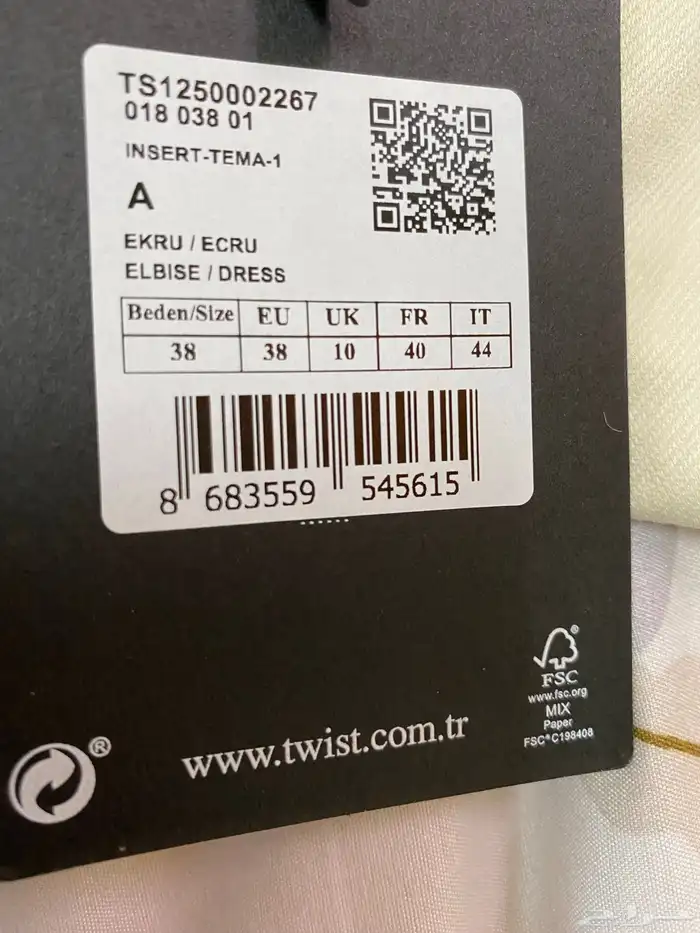 TS1250002267
018 038 01
INSERT-TEMA-1
A
EKRU / ECRU
ELBISE / DRESS
Beden/Size EU UK FR IT
38 38 10 40 44
8 683559 545615
®
FSC
www.fsc.org
MIX
Paper
FSC® C198408
®
www.twist.com.tr
حراج